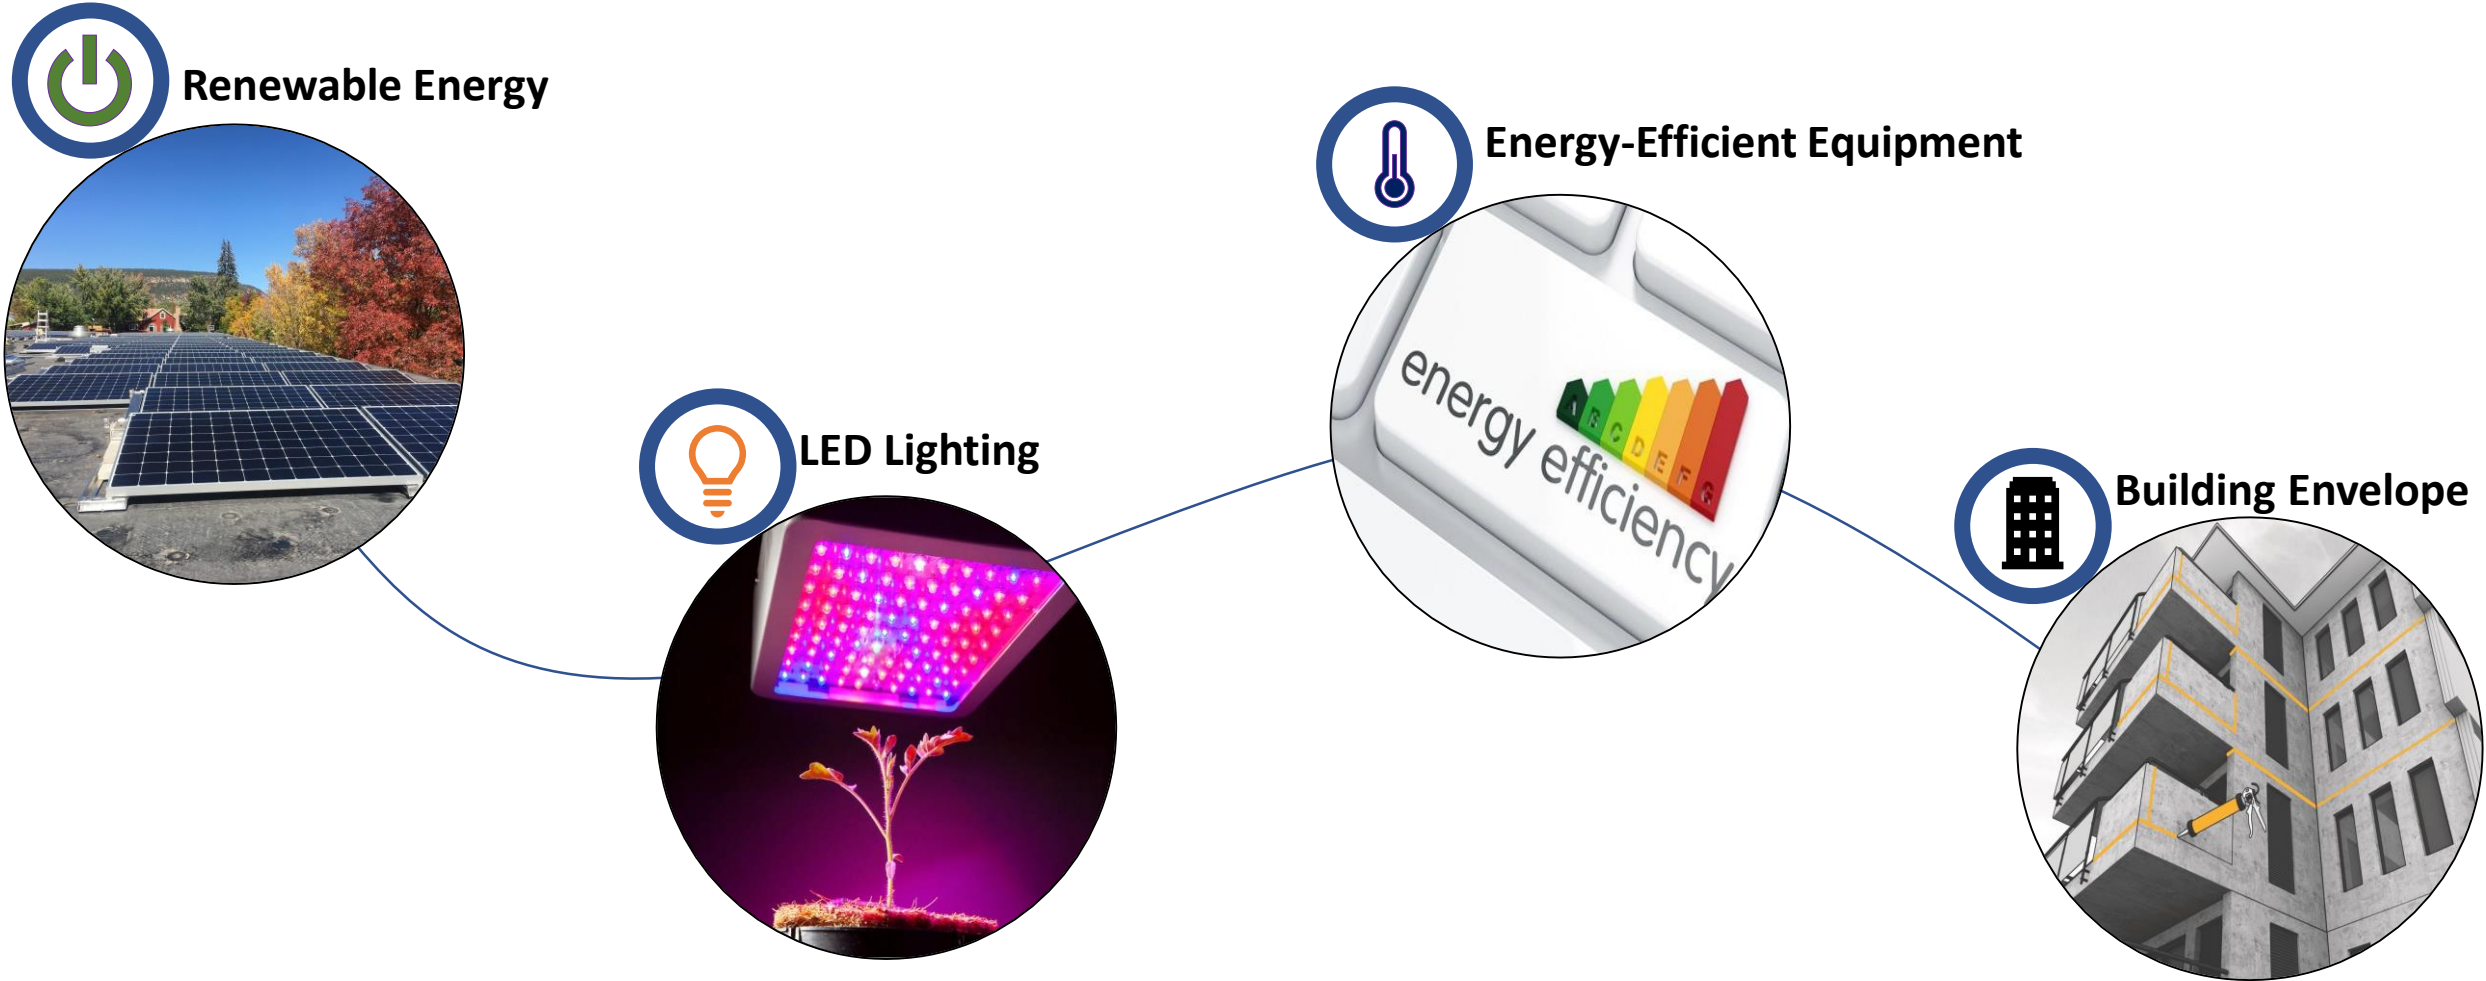 Renewable Energy
LED Lighting
Energy-Efficient Equipment
energy efficiency
A B C D E F G
Building Envelope